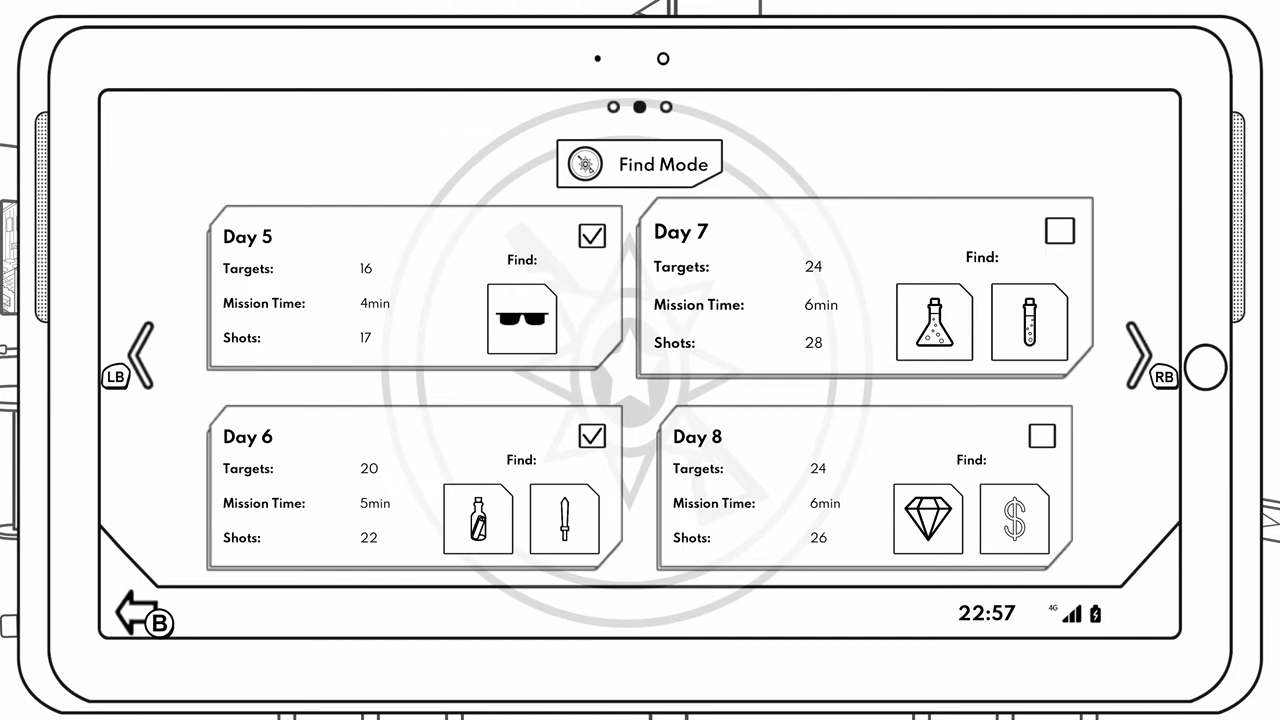 Find Mode
Day 5
Find:
Targets: 16
Mission Time: 4min
Shots: 17
Day 7
Find:
Targets: 24
Mission Time: 6min
Shots: 28
LB
RB
Day 6
Find:
Targets: 20
Mission Time: 5min
Shots: 22
Day 8
Find:
Targets: 24
Mission Time: 6min
Shots: 26
$
B
22:57
4G